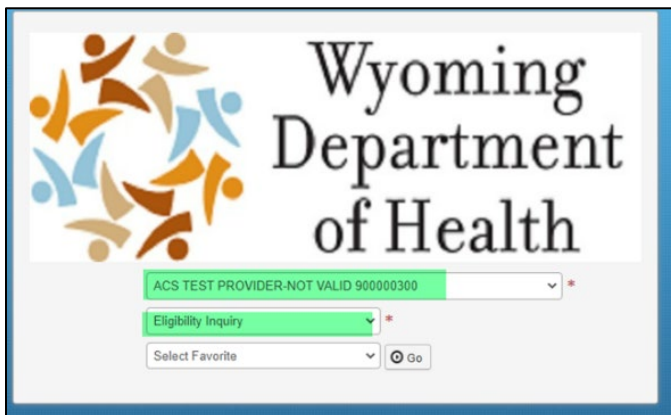 Wyoming
Department
of Health
ACS TEST PROVIDER-NOT VALID 900000300 *
Eligibility Inquiry *
Select Favorite Go